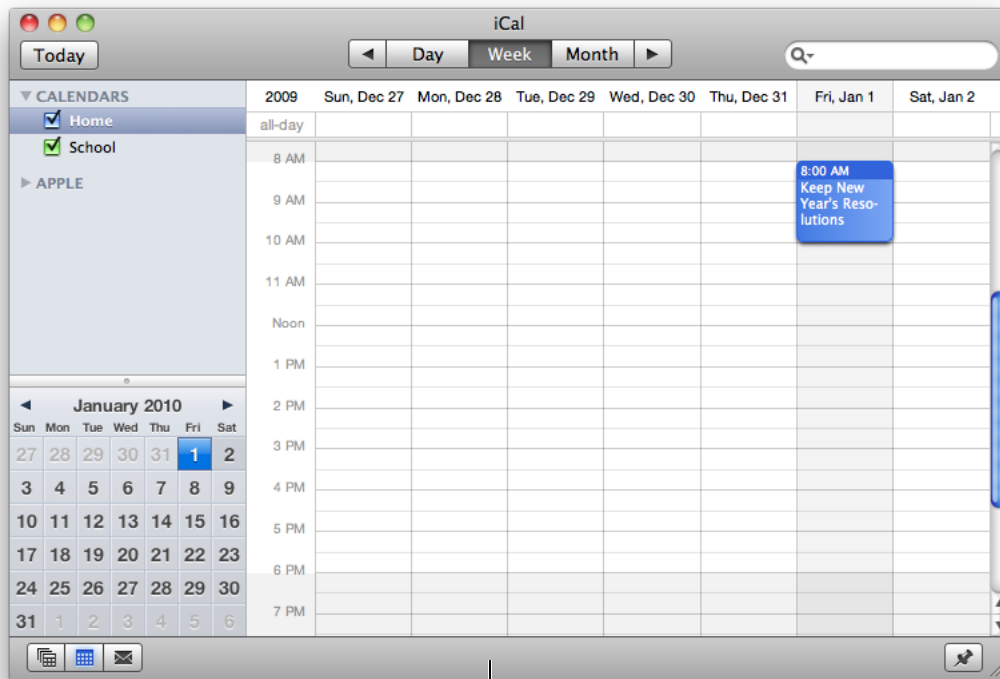 iCal
Today
Day Week Month
CALENDARS
Home
School
APPLE
2009 Sun, Dec 27 Mon, Dec 28 Tue, Dec 29 Wed, Dec 30 Thu, Dec 31 Fri, Jan 1 Sat, Jan 2
all-day
8 AM
9 AM
10 AM
11 AM
Noon
1 PM
2 PM
3 PM
4 PM
5 PM
6 PM
7 PM
8:00 AM
Keep New
Year's Reso-
lutions
January 2010
Sun Mon Tue Wed Thu Fri Sat
27 28 29 30 31 1 2
3 4 5 6 7 8 9
10 11 12 13 14 15 16
17 18 19 20 21 22 23
24 25 26 27 28 29 30
31 1 2 3 4 5 6